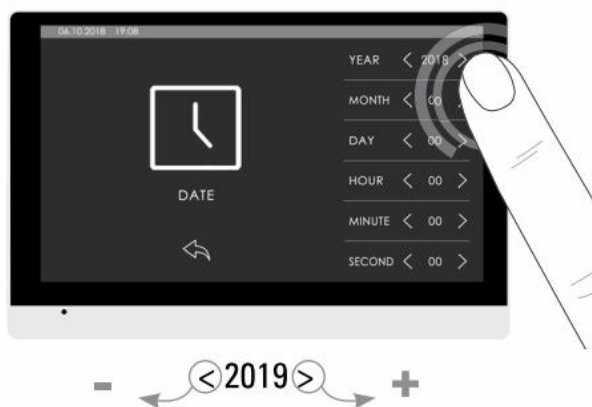 06.10.2018 19:08
YEAR < 2018 >
MONTH < 00 >
DAY < 00 >
DATE
HOUR < 00 >
MINUTE < 00 >
SECOND < 00 >
- <2019> +